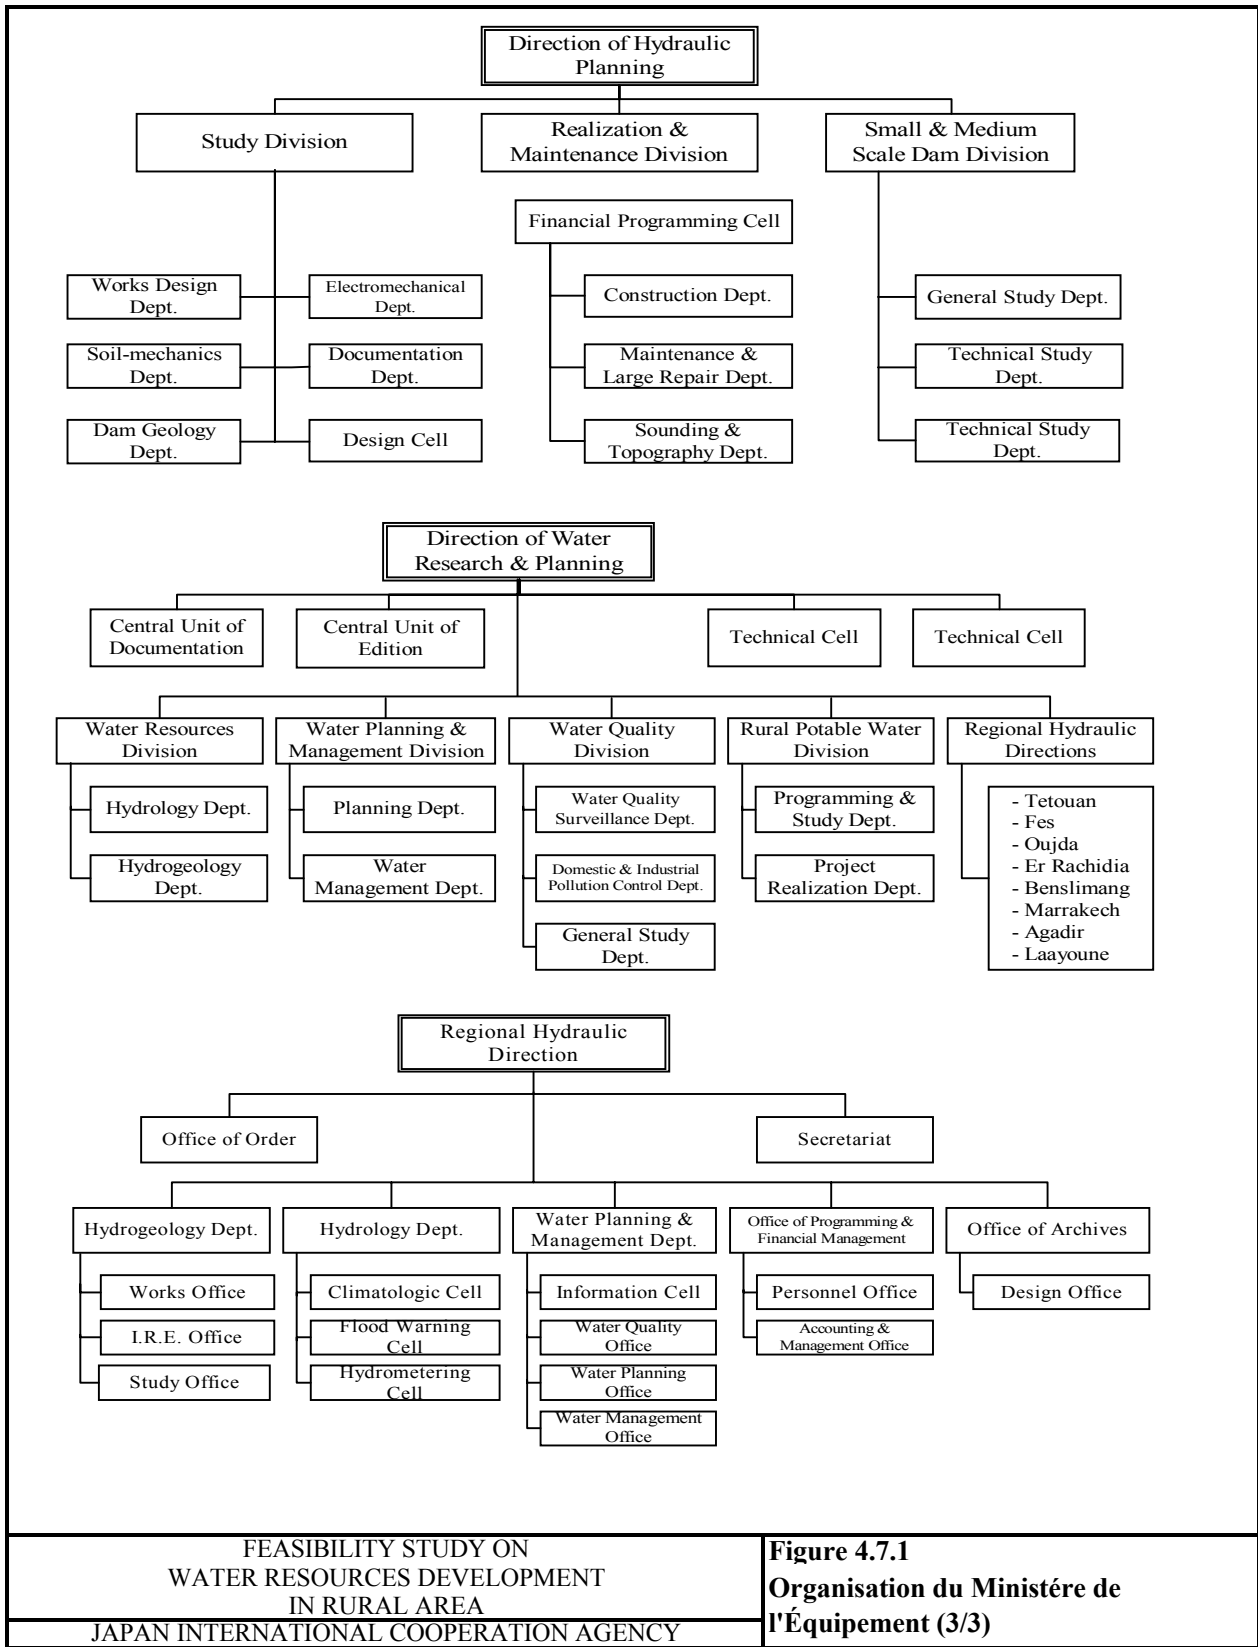 Direction of Hydraulic
Planning
Study Division
Realization &
Maintenance Division
Small & Medium
Scale Dam Division
Financial Programming Cell
Works Design
Dept.
Electromechanical
Dept.
Construction Dept.
General Study Dept.
Soil-mechanics
Dept.
Documentation
Dept.
Maintenance &
Large Repair Dept.
Technical Study
Dept.
Dam Geology
Dept.
Design Cell
Sounding &
Topography Dept.
Technical Study
Dept.
Direction of Water
Research & Planning
Central Unit of
Documentation
Central Unit of
Edition
Technical Cell
Technical Cell
Water Resources
Division
Water Planning &
Management Division
Water Quality
Division
Rural Potable Water
Division
Regional Hydraulic
Directions
Hydrology Dept.
Planning Dept.
Water Quality
Surveillance Dept.
Programming &
Study Dept.
- Tetouan
- Fes
- Oujda
- Er Rachidia
- Benslimang
- Marrakech
- Agadir
- Laayoune
Hydrogeology
Dept.
Water
Management Dept.
Domestic & Industrial
Pollution Control Dept.
Project
Realization Dept.
General Study
Dept.
Regional Hydraulic
Direction
Office of Order
Secretariat
Hydrogeology Dept.
Hydrology Dept.
Water Planning &
Management Dept.
Office of Programming &
Financial Management
Office of Archives
Works Office
Climatologic Cell
Information Cell
Personnel Office
Design Office
I.R.E. Office
Flood Warning
Cell
Water Quality
Office
Accounting &
Management Office
Study Office
Hydrometering
Cell
Water Planning
Office
Water Management
Office
FEASIBILITY STUDY ON
WATER RESOURCES DEVELOPMENT
IN RURAL AREA
JAPAN INTERNATIONAL COOPERATION AGENCY
Figure 4.7.1
Organisation du Ministére de
l'Équipement (3/3)